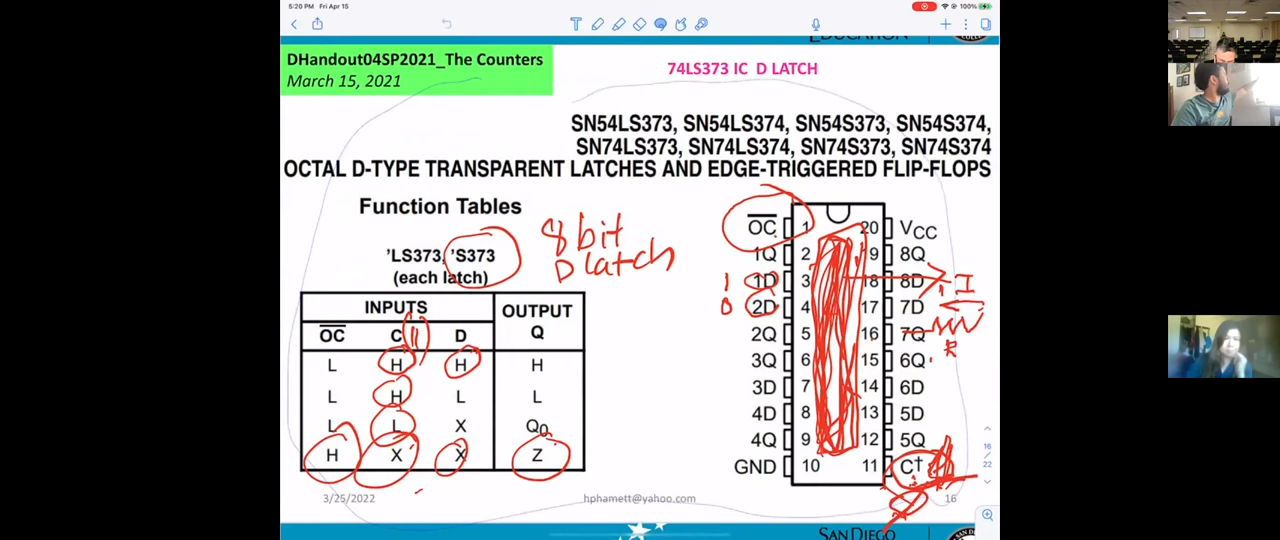 5:20 PM Fri Apr 15
100%
EDUCATION
DHandout04SP2021_The Counters
March 15, 2021
74LS373 IC D LATCH
SN54LS373, SN54LS374, SN54S373, SN54S374,
SN74LS373, SN74LS374, SN74S373, SN74S374
OCTAL D-TYPE TRANSPARENT LATCHES AND EDGE-TRIGGERED FLIP-FLOPS
Function Tables
8 bit
D latch
'LS373, 'S373
(each latch)
INPUTS OUTPUT
OC C D Q
L H H H
L H L L
L L X Q0
H X X Z
OC 1 20 VCC
1Q 2 9 8Q
1 1D 3 18 8D I
0 2D 4 17 7D
2Q 5 16 7Q
R
3Q 6 15 6Q
3D 7 14 6D
4D 8 13 5D
4Q 9 12 5Q
GND 10 11 C†
16
22
3/25/2022 hphamett@yahoo.com 16
SAN DIEGO